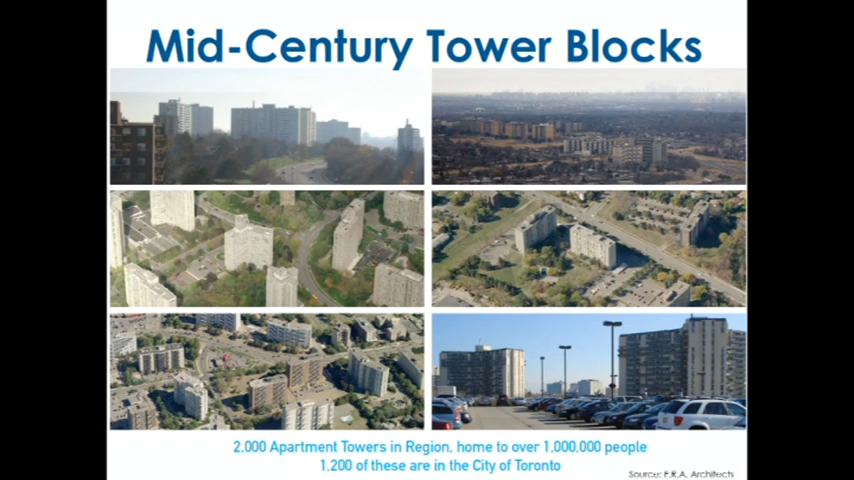 Mid-Century Tower Blocks
2,000 Apartment Towers in Region, home to over 1,000,000 people
1,200 of these are in the City of Toronto
Source: E.R.A. Architects